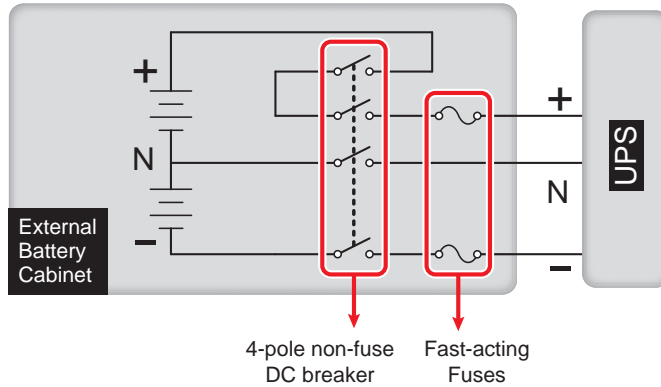 +
+
N
UPS
N
External
Battery
Cabinet
−
−
4-pole non-fuse
DC breaker
Fast-acting
Fuses